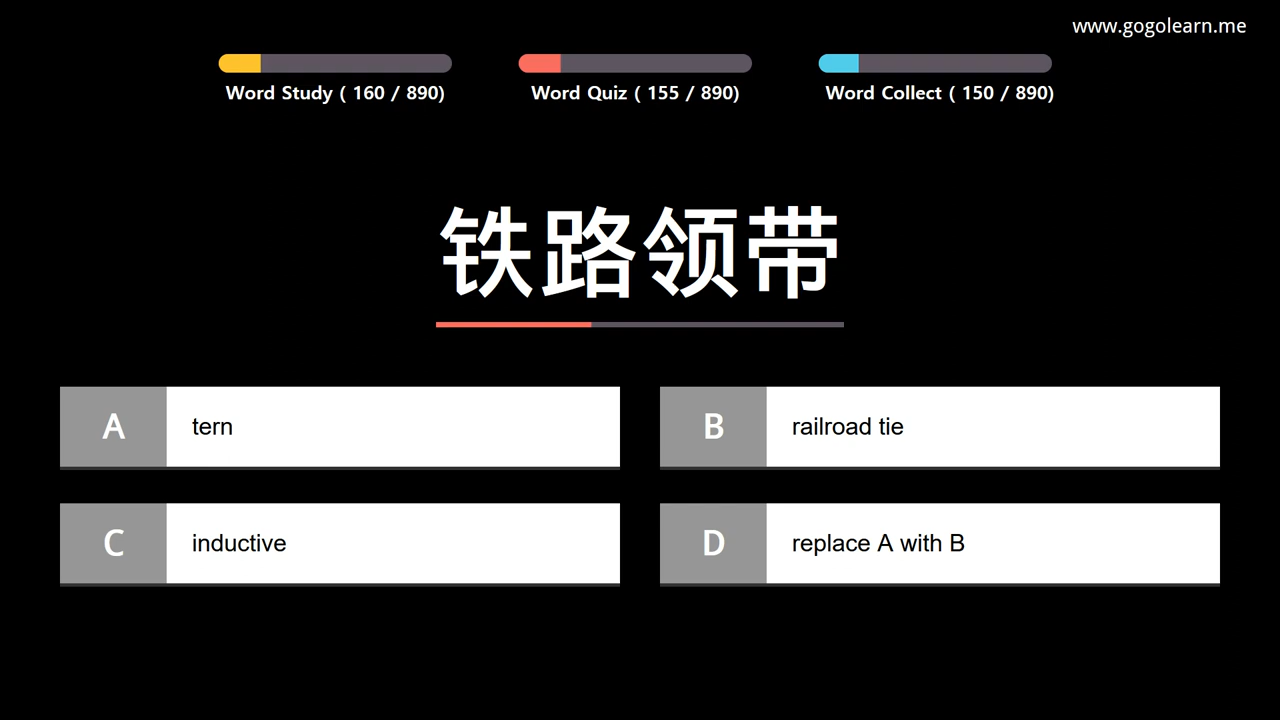 www.gogolearn.me
Word Study ( 160 / 890)
Word Quiz ( 155 / 890)
Word Collect ( 150 / 890)
铁路领带
A tern
B railroad tie
C inductive
D replace A with B